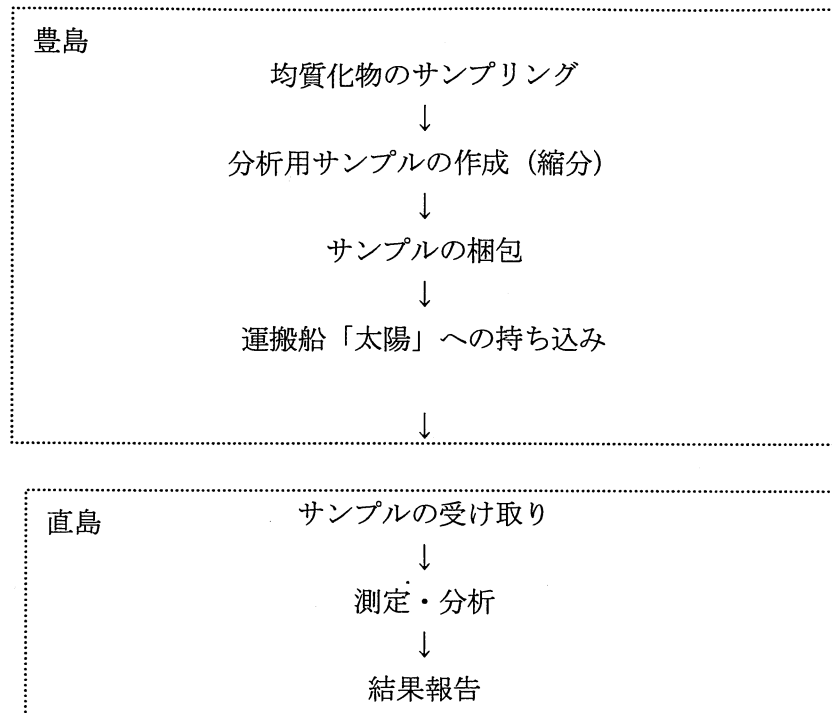 豊島
均質化物のサンプリング
↓
分析用サンプルの作成（縮分）
↓
サンプルの梱包
↓
運搬船「太陽」への持ち込み
↓
直島
サンプルの受け取り
↓
測定・分析
↓
結果報告